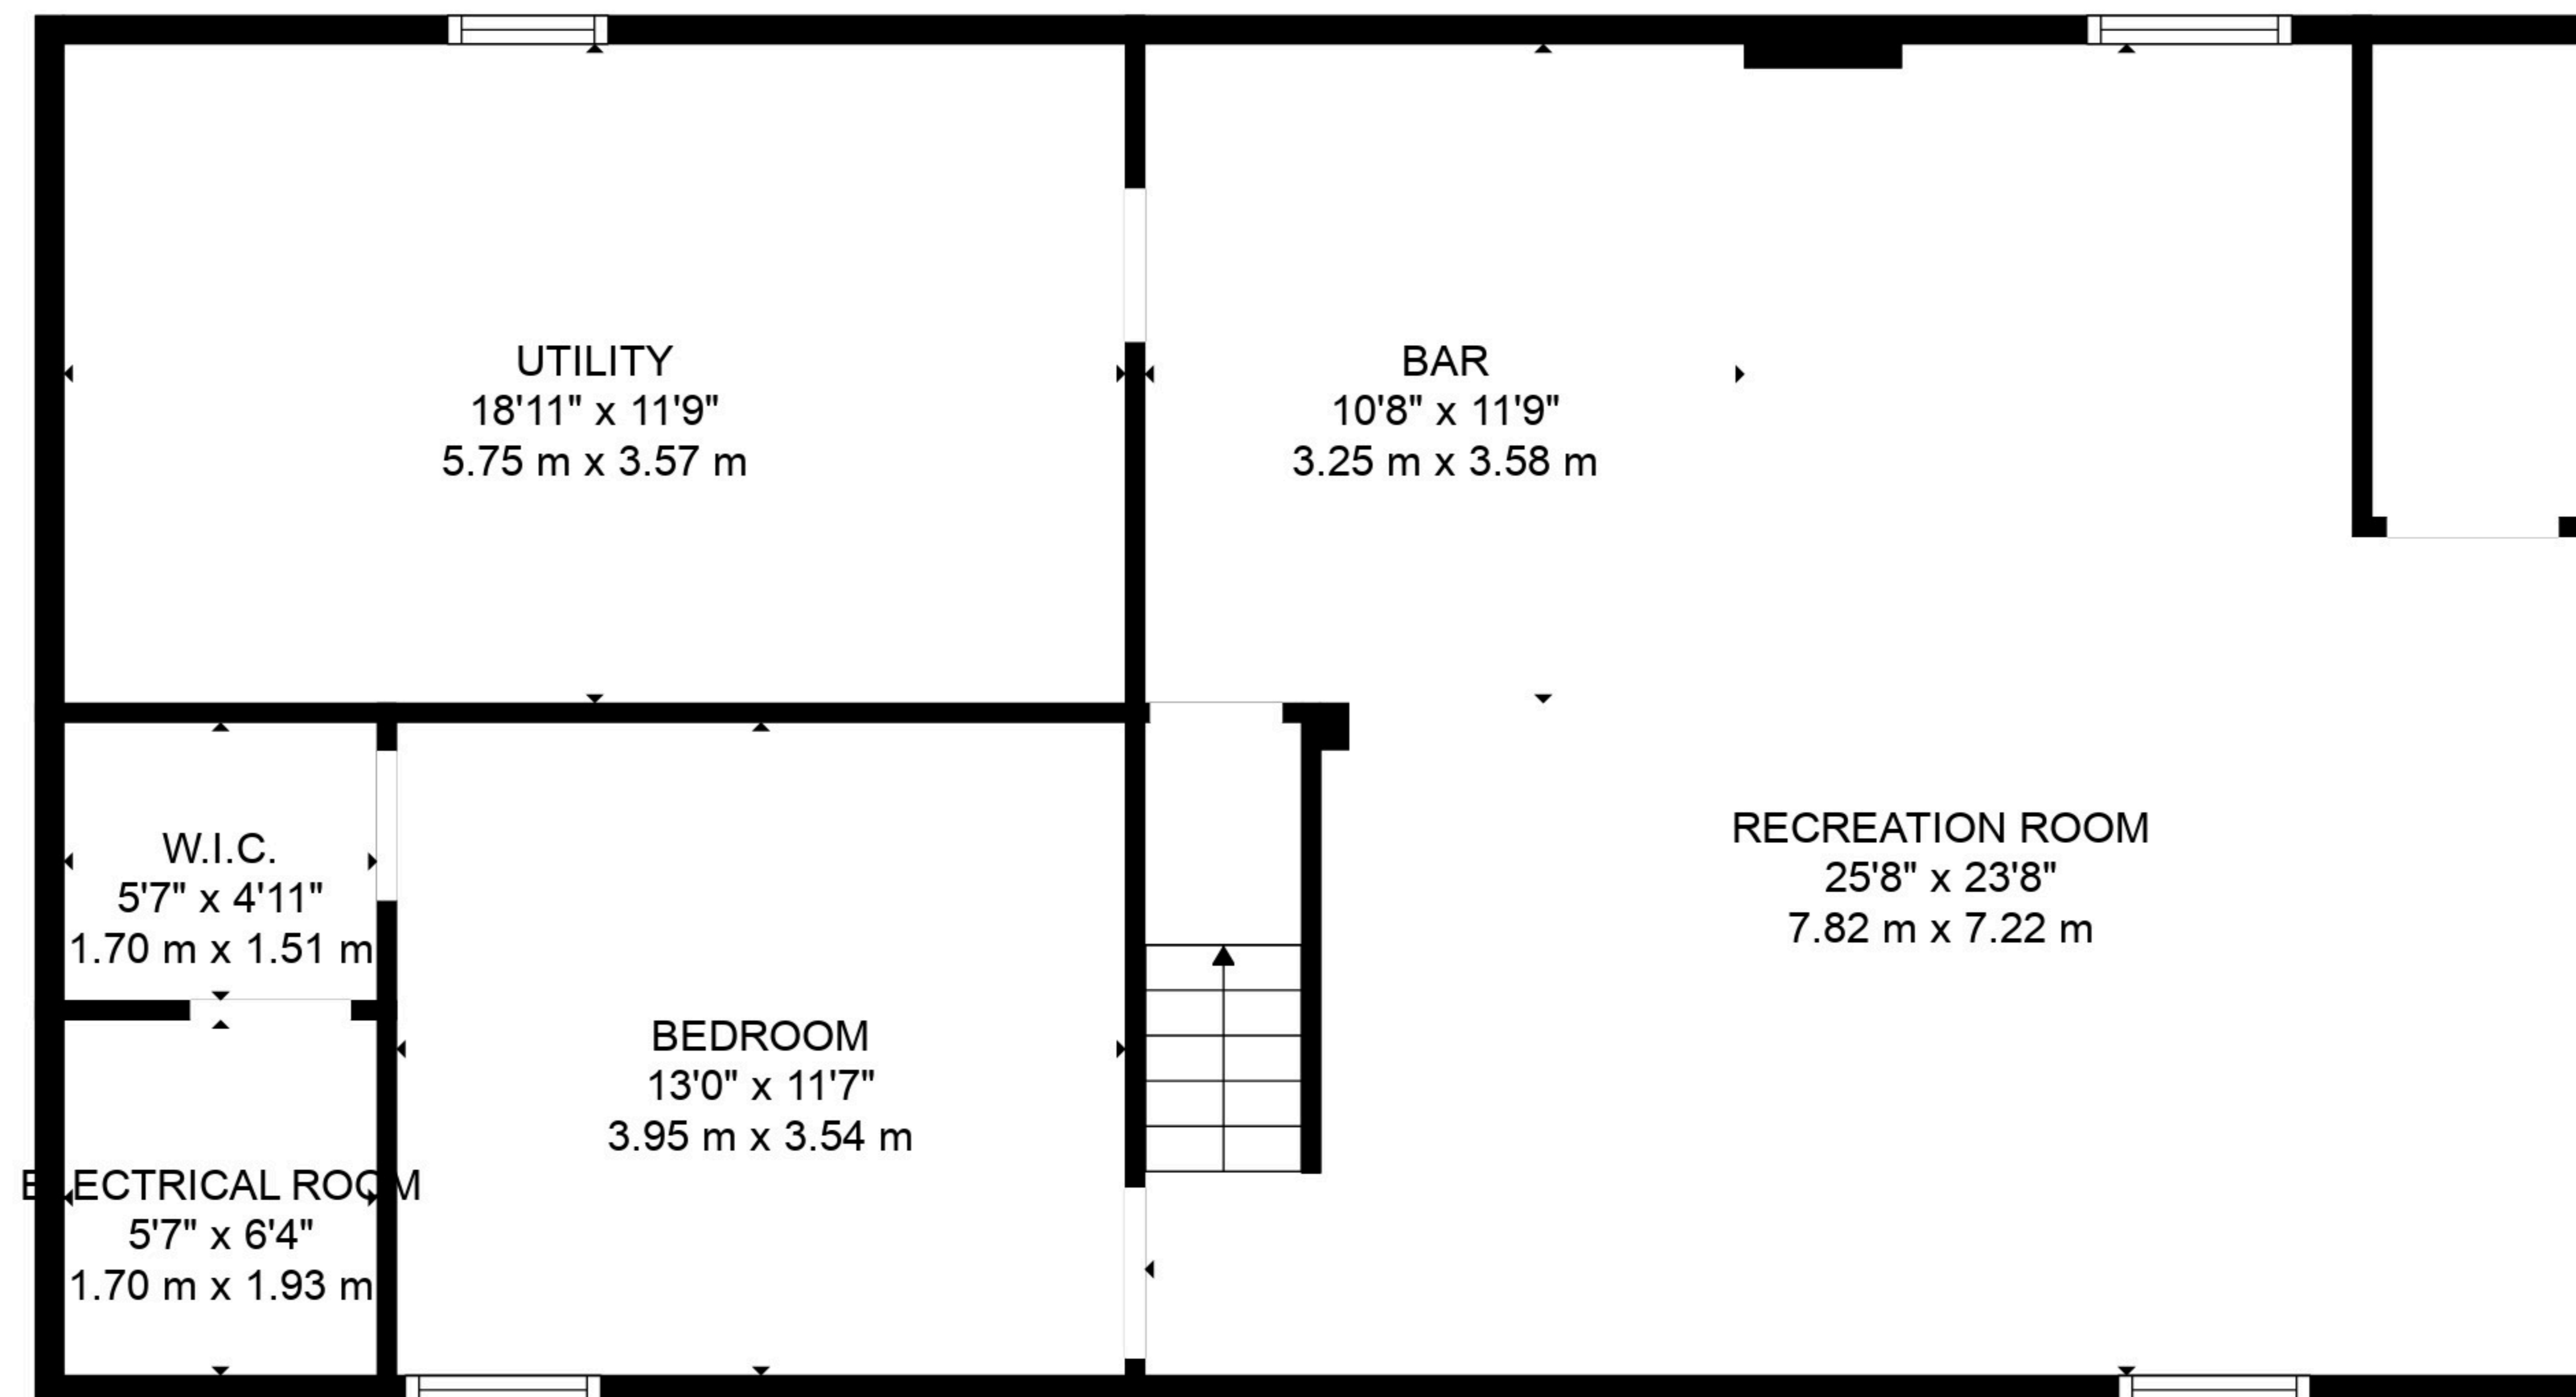 UTILITY
18'11" x 11'9"
5.75 m x 3.57 m
BAR
10'8" x 11'9"
3.25 m x 3.58 m
W.I.C.
5'7" x 4'11"
1.70 m x 1.51 m
RECREATION ROOM
25'8" x 23'8"
7.82 m x 7.22 m
BEDROOM
13'0" x 11'7"
3.95 m x 3.54 m
ELECTRICAL ROOM
5'7" x 6'4"
1.70 m x 1.93 m